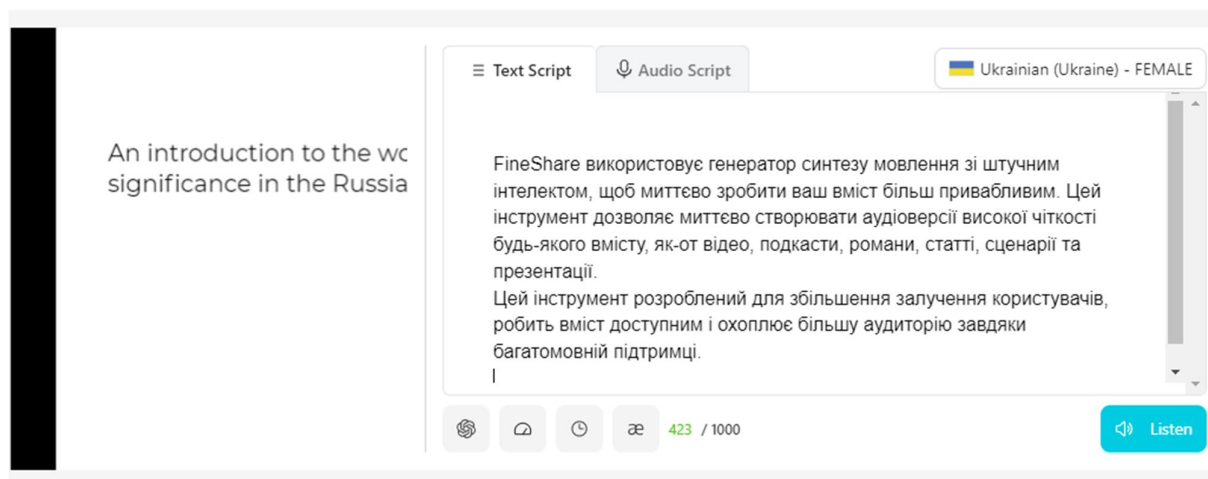 An introduction to the
significance in the
Text Script
Audio Script
Ukrainian (Ukraine) - FEMALE
FineShare використовує генератор синтезу мовлення зі штучним
інтелектом, щоб миттєво зробити ваш вміст більш привабливим. Цей
інструмент дозволяє миттєво створювати аудіоверсії високої чіткості
будь-якого вмісту, як-от відео, подкасти, романи, статті, сценарії та
презентації.
Цей інструмент розроблений для збільшення залучення користувачів,
робить вміст доступним і охоплює більшу аудиторію завдяки
багатомовній підтримці.
æ
423 / 1000
Listen